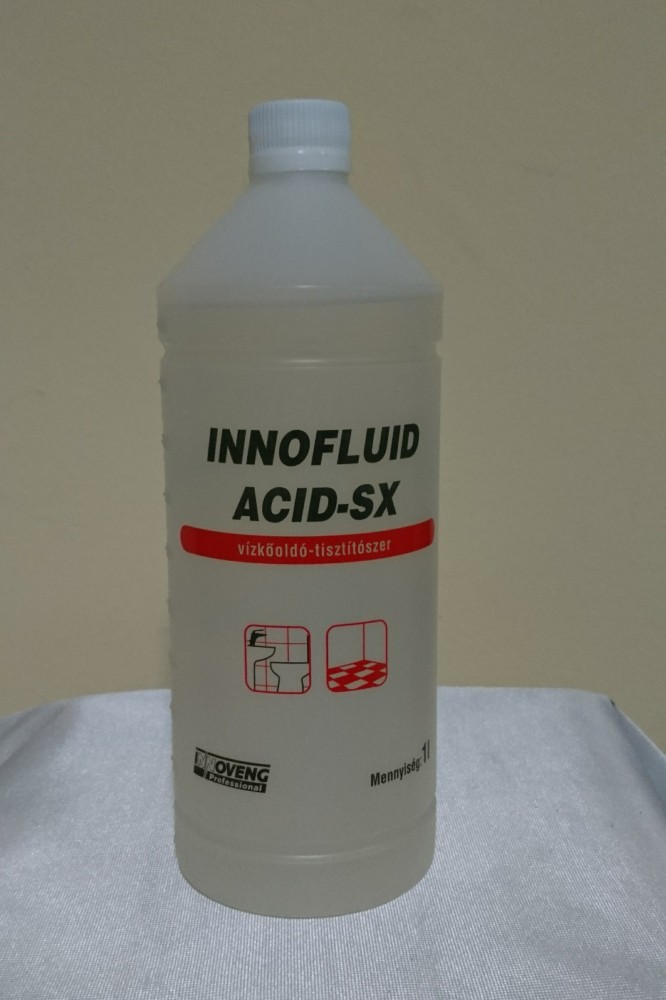 INNOFLUID
ACID-SX
vízkőoldó-tisztítószer
INNOVENG
Professional
Mennyiség: 1l